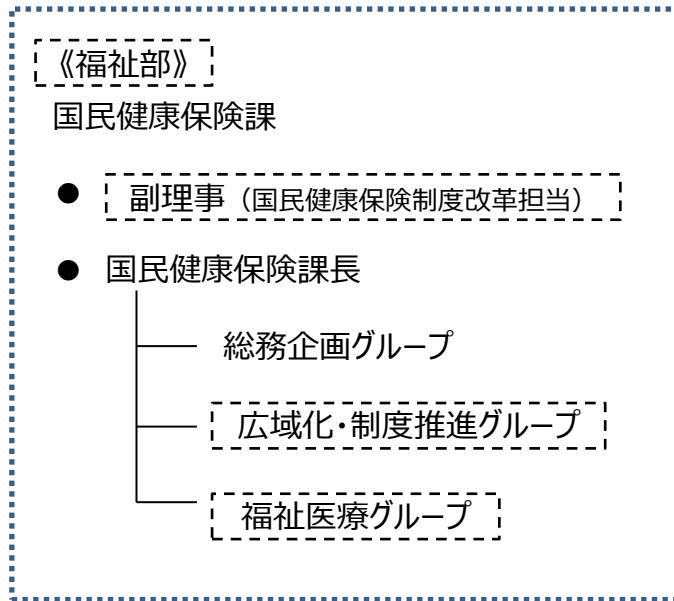 《福祉部》
国民健康保険課
● 副理事（国民健康保険制度改革担当）
● 国民健康保険課長
総務企画グループ
広域化・制度推進グループ
福祉医療グループ